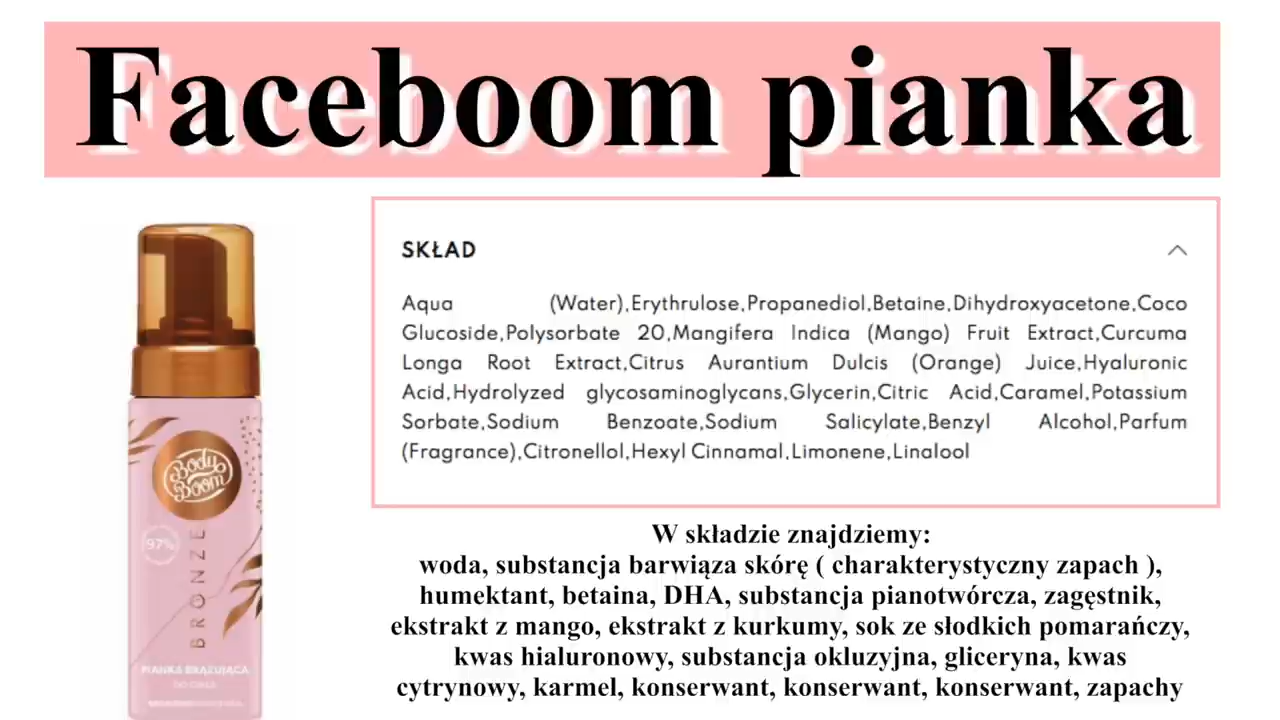 Faceboom pianka
SKŁAD
Aqua (Water),Erythrulose,Propanediol,Betaine,Dihydroxyacetone,Coco
Glucoside,Polysorbate 20,Mangifera Indica (Mango) Fruit Extract,Curcuma
Longa Root Extract,Citrus Aurantium Dulcis (Orange) Juice,Hyaluronic
Acid,Hydrolyzed glycosaminoglycans,Glycerin,Citric Acid,Caramel,Potassium
Sorbate,Sodium Benzoate,Sodium Salicylate,Benzyl Alcohol,Parfum
(Fragrance),Citronellol,Hexyl Cinnamal,Limonene,Linalool
Body
Boom
97%
BRONZE
PIANKA BRĄZUJĄCA
DO CIAŁA
W składzie znajdziemy:
woda, substancja barwiąza skórę ( charakterystyczny zapach ),
humektant, betaina, DHA, substancja pianotwórcza, zagęstnik,
ekstrakt z mango, ekstrakt z kurkumy, sok ze słodkich pomarańczy,
kwas hialuronowy, substancja okluzyjna, gliceryna, kwas
cytrynowy, karmel, konserwant, konserwant, konserwant, zapachy